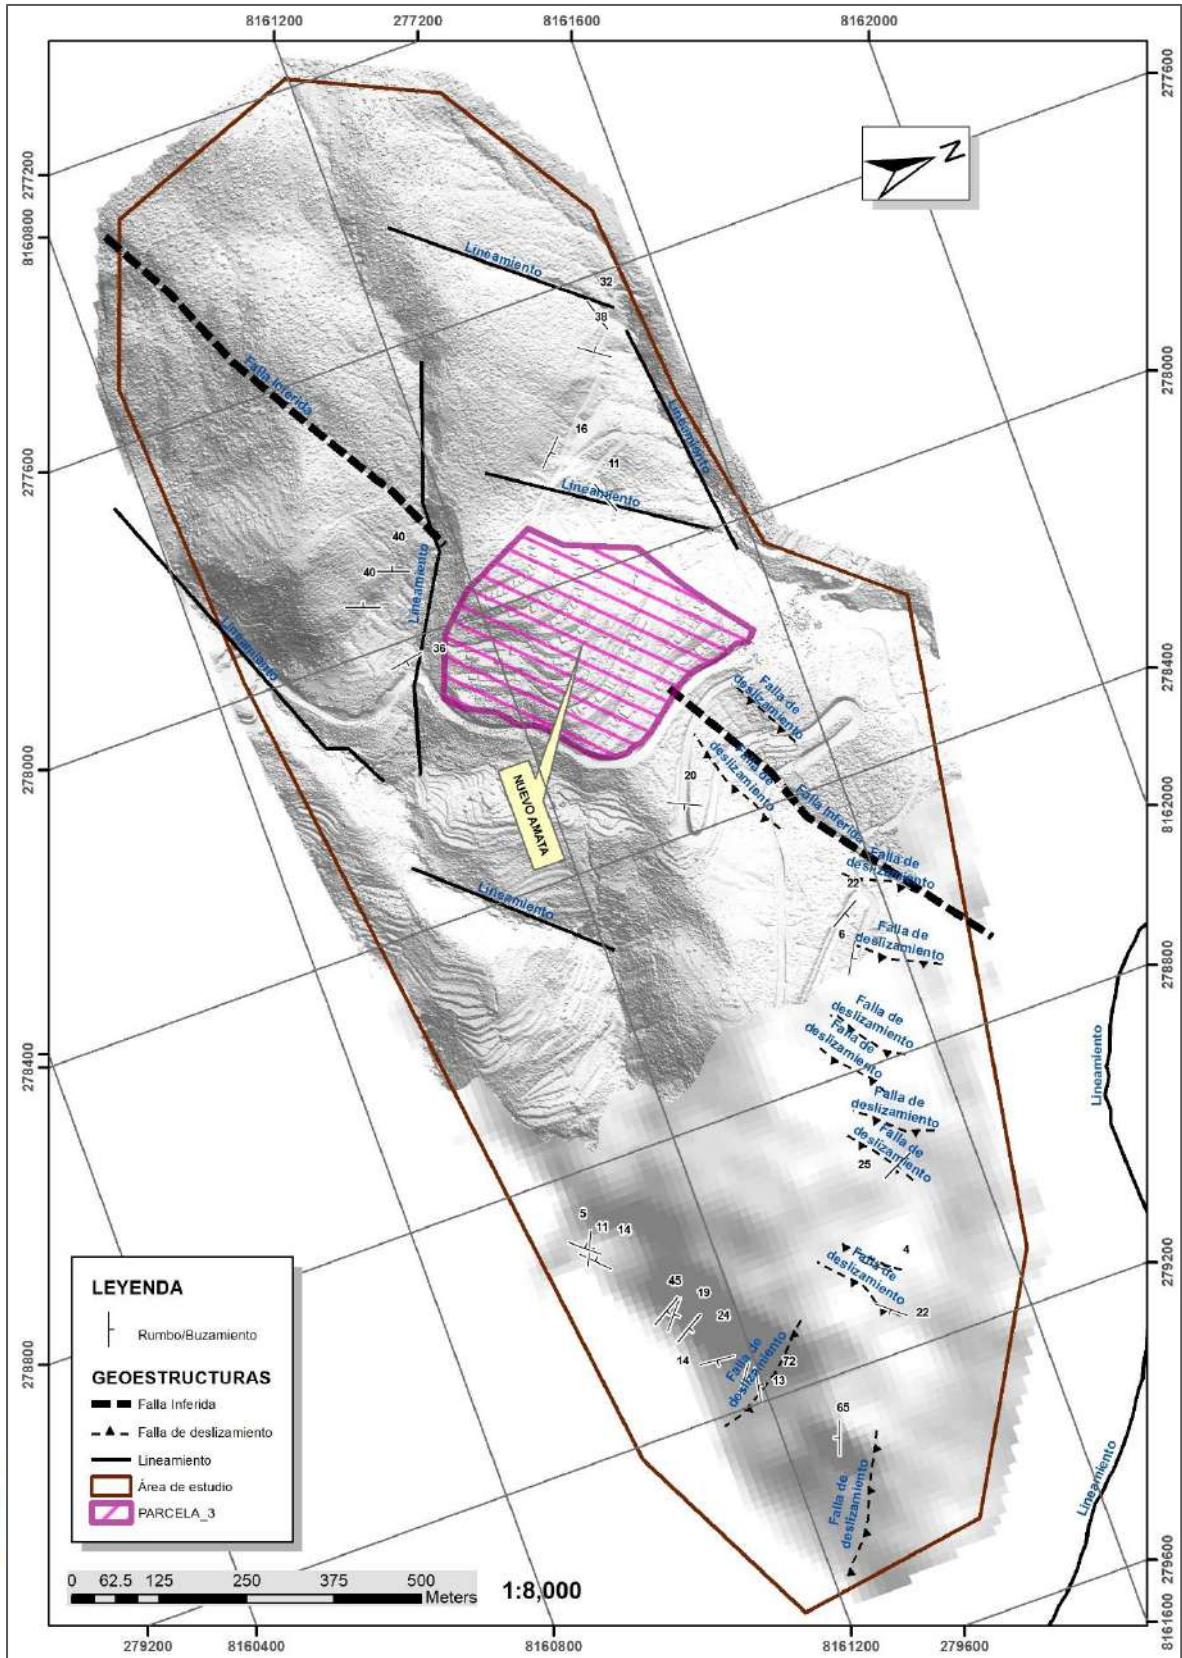 8161200 277200 8161600 8162000
277600
277200
8160800
N
Lineamiento
32
38
Falla Inferida
Lineamiento
278000
16
11
Lineamiento
277600
40
40
Lineamiento
Lineamiento
36
278400
Falla de
deslizamiento
Falla de
deslizamiento
Falla Inferida
20
NUEVO AMATA
278000
8162000
Falla de
deslizamiento
22
Lineamiento
6
Falla de
deslizamiento
278800
Falla de
deslizamiento
Falla de
deslizamiento
Lineamiento
278400
Falla de
deslizamiento
Falla de
deslizamiento
25
5
11
14
4
Falla de
deslizamiento
279200
45
19
24
22
14
Falla de
deslizamiento
72
13
278800
65
Falla de
deslizamiento
Lineamiento
279600
8161600
LEYENDA
Rumbo/Buzamiento
GEOESTRUCTURAS
Falla Inferida
Falla de deslizamiento
Lineamiento
Área de estudio
PARCELA_3
0 62.5 125 250 375 500
Meters
1:8,000
279200 8160400 8160800 8161200 279600